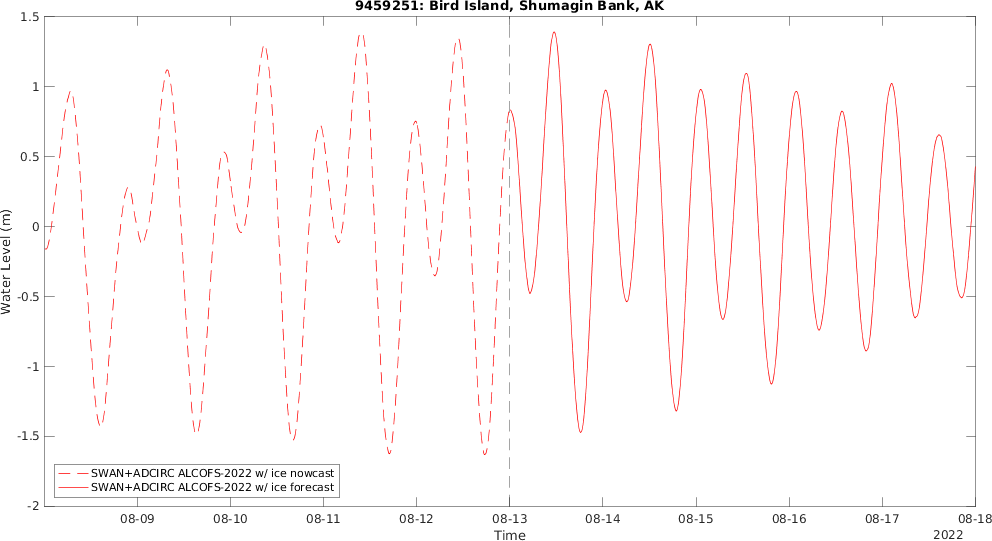 9459251: Bird Island, Shumagin Bank, AK
1.5
1
0.5
0
-0.5
-1
-1.5
-2
Water Level (m)
SWAN+ADCIRC ALCOFS-2022 w/ ice nowcast
SWAN+ADCIRC ALCOFS-2022 w/ ice forecast
08-09 08-10 08-11 08-12 08-13 08-14 08-15 08-16 08-17 08-18
Time
2022